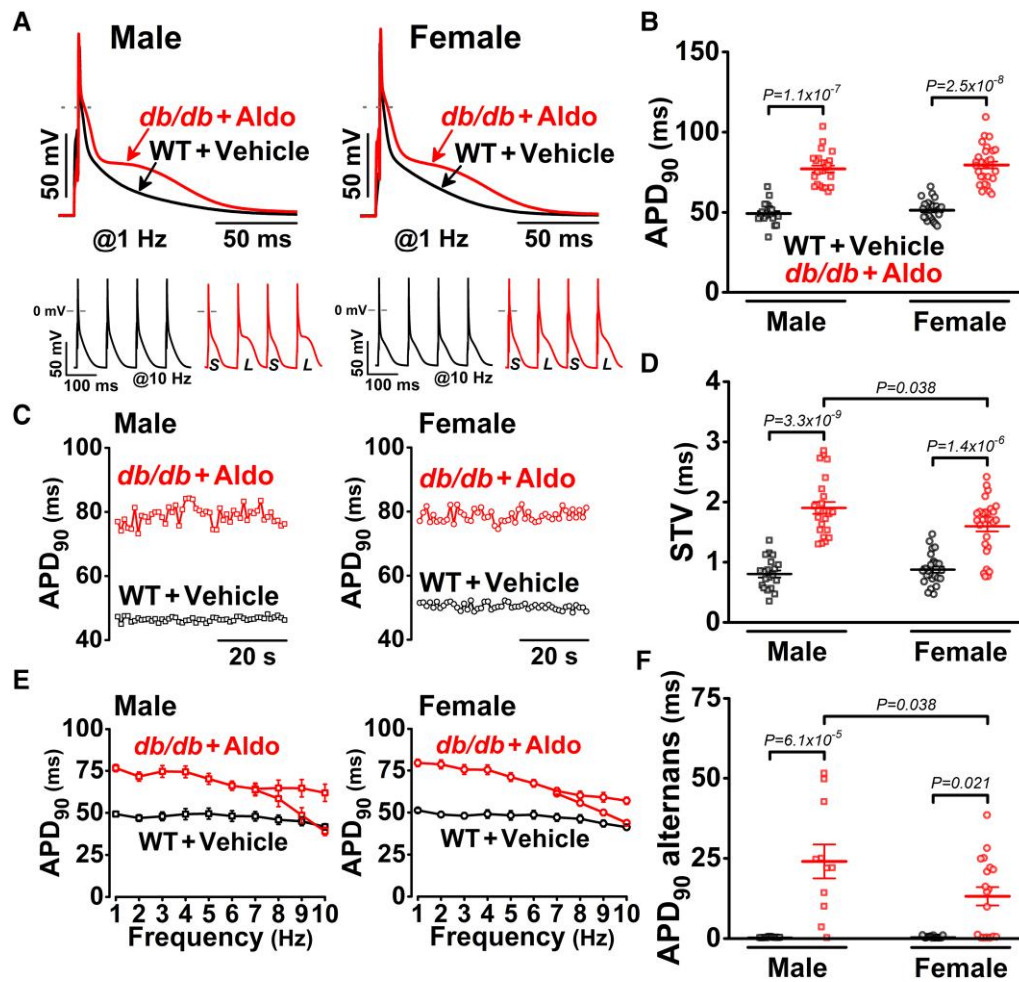 A
Male
Female
db/db + Aldo
WT + Vehicle
50 mV
@1 Hz
50 ms
db/db + Aldo
WT + Vehicle
50 mV
@1 Hz
50 ms
0 mV
50 mV
100 ms
@10 Hz
S L S L
0 mV
50 mV
100 ms
@10 Hz
S L S L
B
APD90 (ms)
150
100
50
0
P=1.1x10-7
P=2.5x10-8
WT + Vehicle
db/db + Aldo
Male
Female
C
Male
Female
APD90 (ms)
100
80
60
40
db/db + Aldo
WT + Vehicle
20 s
APD90 (ms)
100
80
60
40
db/db + Aldo
WT + Vehicle
20 s
D
STV (ms)
4
3
2
1
0
P=0.038
P=3.3x10-9
P=1.4x10-6
Male
Female
E
Male
Female
APD90 (ms)
100
75
50
25
0
db/db + Aldo
WT + Vehicle
1 2 3 4 5 6 7 8 9 10
Frequency (Hz)
APD90 (ms)
100
75
50
25
0
db/db + Aldo
WT + Vehicle
1 2 3 4 5 6 7 8 9 10
Frequency (Hz)
F
APD90 alternans (ms)
75
50
25
0
P=0.038
P=6.1x10-5
P=0.021
Male
Female